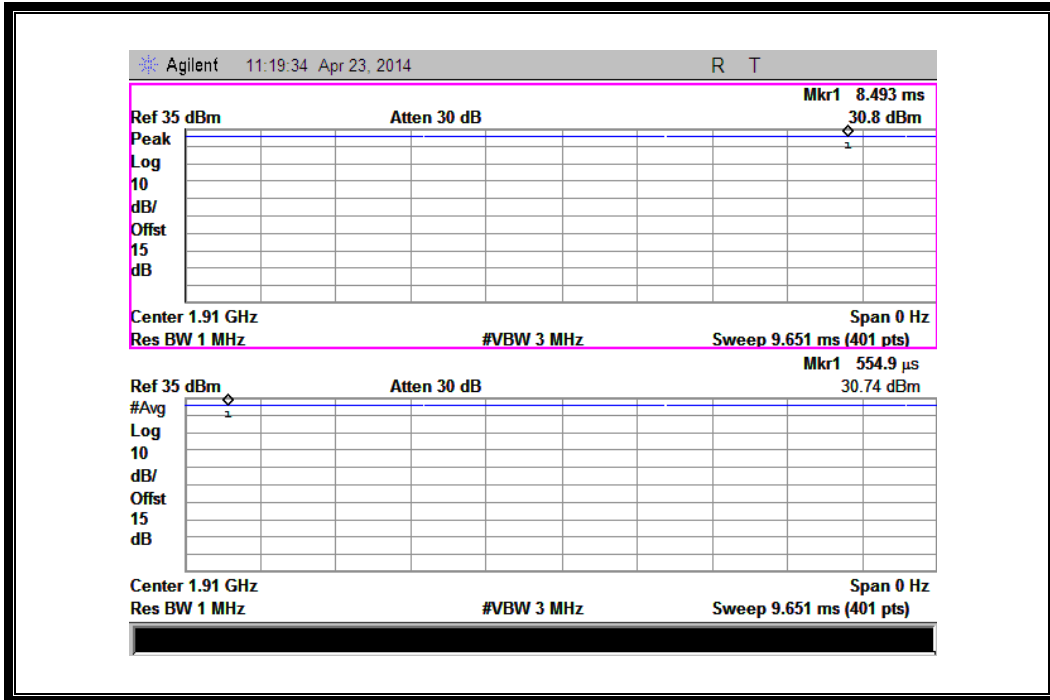 Agilent 11:19:34 Apr 23, 2014 R T
Mkr1 8.493 ms
Ref 35 dBm Atten 30 dB 30.8 dBm
Peak
Log
10
dB/
Offst
15
dB
1
Center 1.91 GHz Span 0 Hz
Res BW 1 MHz #VBW 3 MHz Sweep 9.651 ms (401 pts)
Mkr1 554.9 µs
Ref 35 dBm Atten 30 dB 30.74 dBm
#Avg
Log
10
dB/
Offst
15
dB
1
Center 1.91 GHz Span 0 Hz
Res BW 1 MHz #VBW 3 MHz Sweep 9.651 ms (401 pts)